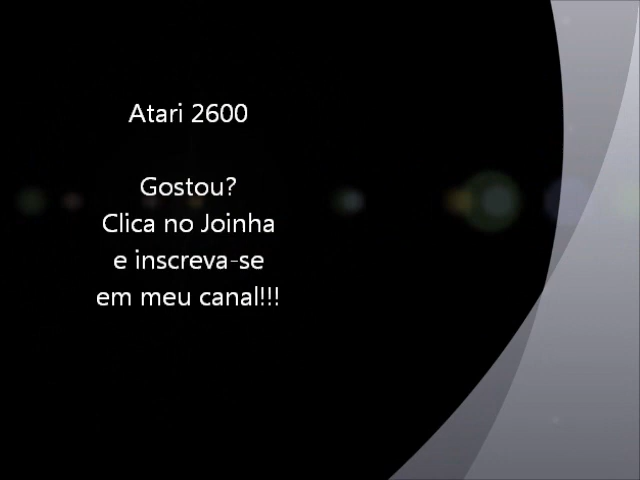 Atari 2600
Gostou?
Clica no Joinha
e inscreva-se
em meu canal!!!